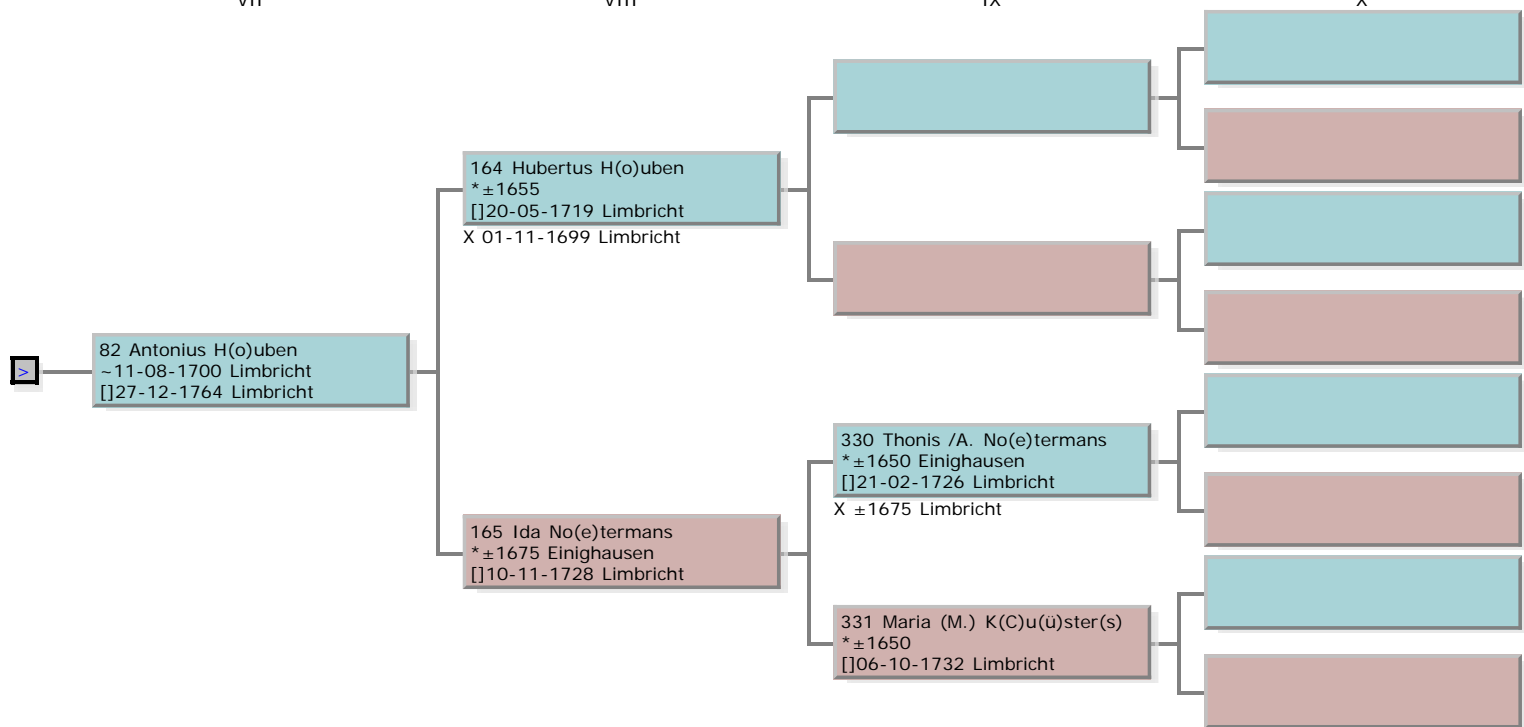 VII
VIII
IX
X
164 Hubertus H(o)uben
*±1655
[]20-05-1719 Limbricht
X 01-11-1699 Limbricht
82 Antonius H(o)uben
~11-08-1700 Limbricht
[]27-12-1764 Limbricht
>
330 Thonis /A. No(e)termans
*±1650 Einighausen
[]21-02-1726 Limbricht
X ±1675 Limbricht
165 Ida No(e)termans
*±1675 Einighausen
[]10-11-1728 Limbricht
331 Maria (M.) K(C)u(ü)ster(s)
*±1650
[]06-10-1732 Limbricht